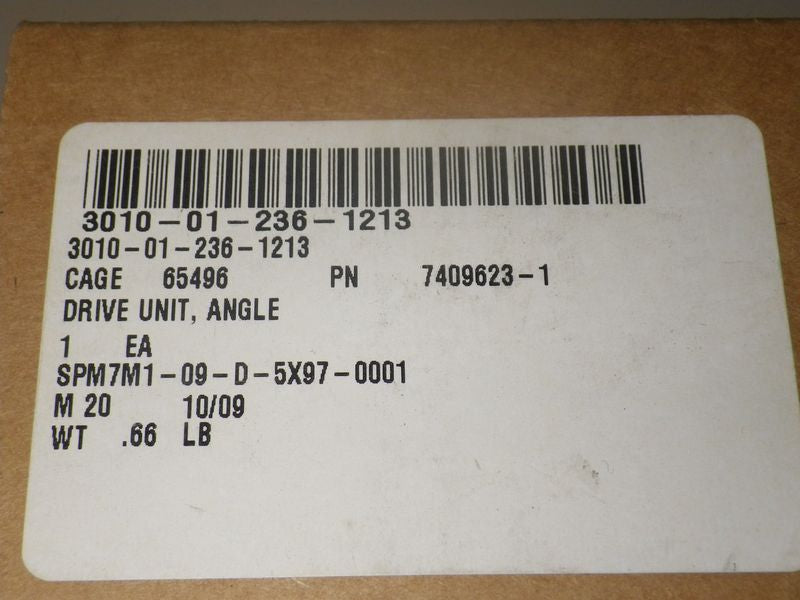 3010-01-236-1213
3010-01-236-1213
CAGE 65496 PN 7409623-1
DRIVE UNIT, ANGLE
1 EA
SPM7M1-09-D-5X97-0001
M 20 10/09
WT .66 LB